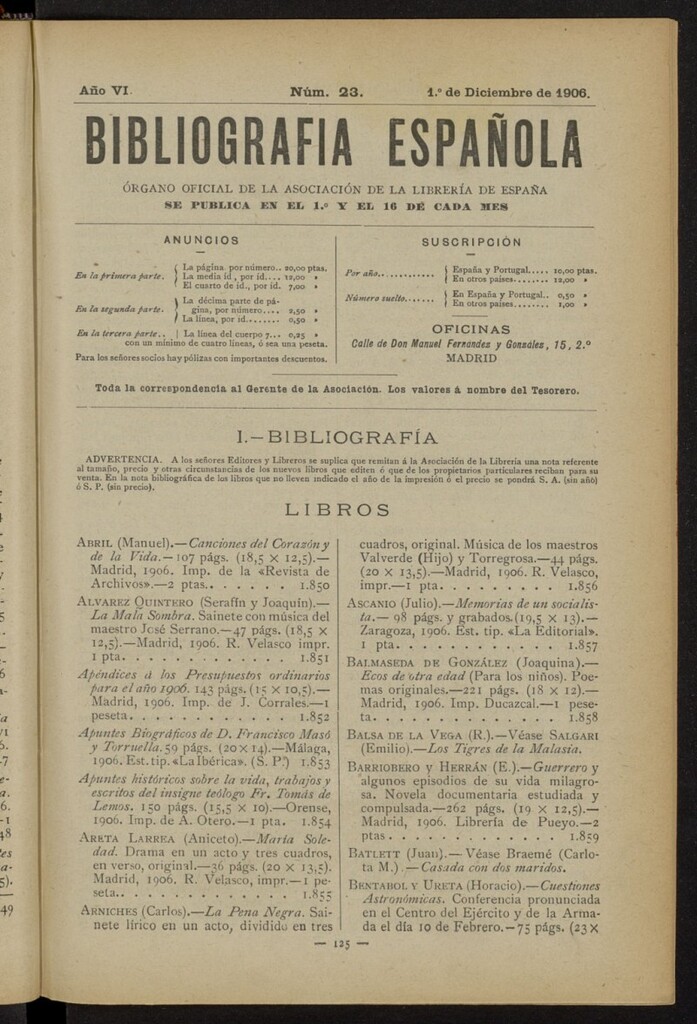 Año VI.
Núm. 23.
1.º de Diciembre de 1906.
BIBLIOGRAFIA ESPAÑOLA
ÓRGANO OFICIAL DE LA ASOCIACIÓN DE LA LIBRERÍA DE ESPAÑA
SE PUBLICA EN EL 1.º Y EL 16 DE CADA MES
ANUNCIOS
En la primera parte. { La página por número.. 20,00 ptas.
La media id, por id.... 12,00 »
El cuarto de id., por id. 7,00 »
En la segunda parte. { La décima parte de pá-
gina, por número.... 2,50 »
La línea, por id........ 0,50 »
En la tercera parte.. | La línea del cuerpo 7... 0,25 »
con un mínimo de cuatro líneas, ó sea una peseta.
Para los señores socios hay pólizas con importantes descuentos.
SUSCRIPCIÓN
Por año............ { España y Portugal..... 10,00 ptas.
En otros países....... 12,00 »
Número suelto...... { En España y Portugal.. 0,50 »
En otros países....... 1,00 »
OFICINAS
Calle de Don Manuel Fernández y González, 15, 2.º
MADRID
Toda la correspondencia al Gerente de la Asociación. Los valores á nombre del Tesorero.
I.—BIBLIOGRAFÍA
ADVERTENCIA. A los señores Editores y Libreros se suplica que remitan á la Asociación de la Librería una nota referente
al tamaño, precio y otras circunstancias de los nuevos libros que editen ó que de los propietarios particulares reciban para su
venta. En la nota bibliográfica de los libros que no lleven indicado el año de la impresión ó el precio se pondrá S. A. (sin año)
ó S. P. (sin precio).
LIBROS
ABRIL (Manuel).—Canciones del Corazón y
de la Vida.—107 págs. (18,5 × 12,5).—
Madrid, 1906. Imp. de la «Revista de
Archivos».—2 ptas. . . . . . . 1.850
ALVAREZ QUINTERO (Serafín y Joaquín).—
La Mala Sombra. Sainete con música del
maestro José Serrano.—47 págs. (18,5 ×
12,5).—Madrid, 1906. R. Velasco impr.
1 pta. . . . . . . . . . . . . 1.851
Apéndices á los Presupuestos ordinarios
para el año 1906. 143 págs. (15 × 10,5).—
Madrid, 1906. Imp. de J. Corrales.—1
peseta. . . . . . . . . . . . 1.852
Apuntes Biográficos de D. Francisco Masó
y Torruella. 59 págs. (20 × 14).—Málaga,
1906. Est. tip. «La Ibérica». (S. P.) 1.853
Apuntes históricos sobre la vida, trabajos y
escritos del insigne teólogo Fr. Tomás de
Lemos. 150 págs. (15,5 × 10).—Orense,
1906. Imp. de A. Otero.—1 pta. 1.854
ARETA LARREA (Aniceto).—María Sole-
dad. Drama en un acto y tres cuadros,
en verso, original.—36 págs. (20 × 13,5).
Madrid, 1906. R. Velasco, impr.—1 pe-
seta. . . . . . . . . . . . . 1.855
ARNICHES (Carlos).—La Pena Negra. Sai-
nete lírico en un acto, dividido en tres
cuadros, original. Música de los maestros
Valverde (Hijo) y Torregrosa.—44 págs.
(20 × 13,5).—Madrid, 1906. R. Velasco,
impr.—1 pta. . . . . . . . . . 1.856
ASCANIO (Julio).—Memorias de un socialis-
ta.— 98 págs. y grabados. (19,5 × 13).—
Zaragoza, 1906. Est. tip. «La Editorial».
1 pta. . . . . . . . . . . . . 1.857
BALMASEDA DE GONZÁLEZ (Joaquina).—
Ecos de otra edad (Para los niños). Poe-
mas originales.—221 págs. (18 × 12).—
Madrid, 1906. Imp. Ducazcal.—1 pese-
ta. . . . . . . . . . . . . . 1.858
BALSA DE LA VEGA (R.).—Véase SALGARI
(Emilio).—Los Tigres de la Malasia.
BARRIOBERO Y HERRÁN (E.).—Guerrero y
algunos episodios de su vida milagro-
sa. Novela documentaria estudiada y
compulsada.—262 págs. (19 × 12,5).—
Madrid, 1906. Librería de Pueyo.—2
ptas. . . . . . . . . . . . . 1.859
BATLETT (Juan).—Véase Braemé (Carlo-
ta M.).—Casada con dos maridos.
BENTABOL Y URETA (Horacio).—Cuestiones
Astronómicas. Conferencia pronunciada
en el Centro del Ejército y de la Arma-
da el día 10 de Febrero.—75 págs. (23 ×
— 125 —